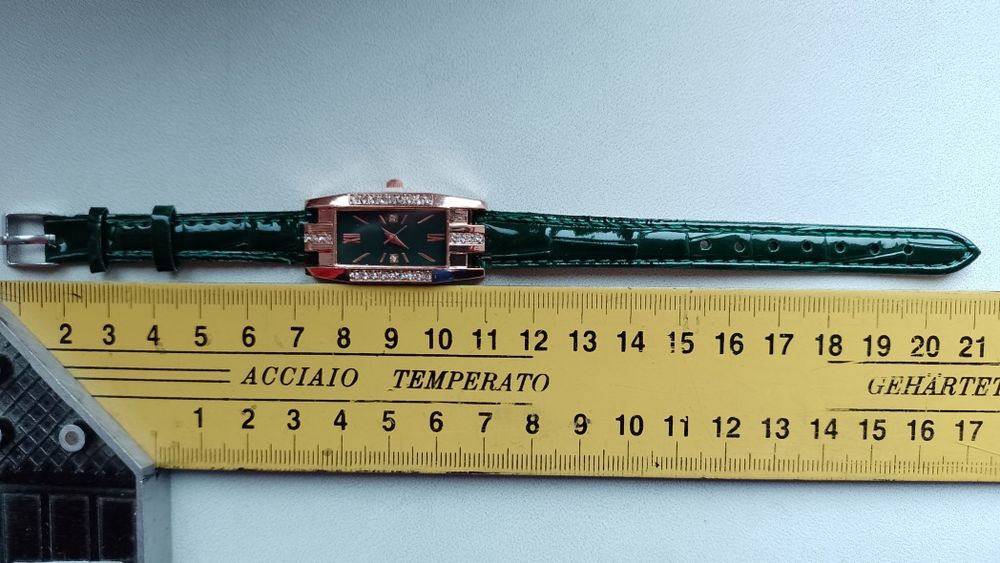 2 3 4 5 6 7 8 9 10 11 12 13 14 15 16 17 18 19 20 21
ACCIAIO TEMPERATO GEHÄRTET
1 2 3 4 5 6 7 8 9 10 11 12 13 14 15 16 17